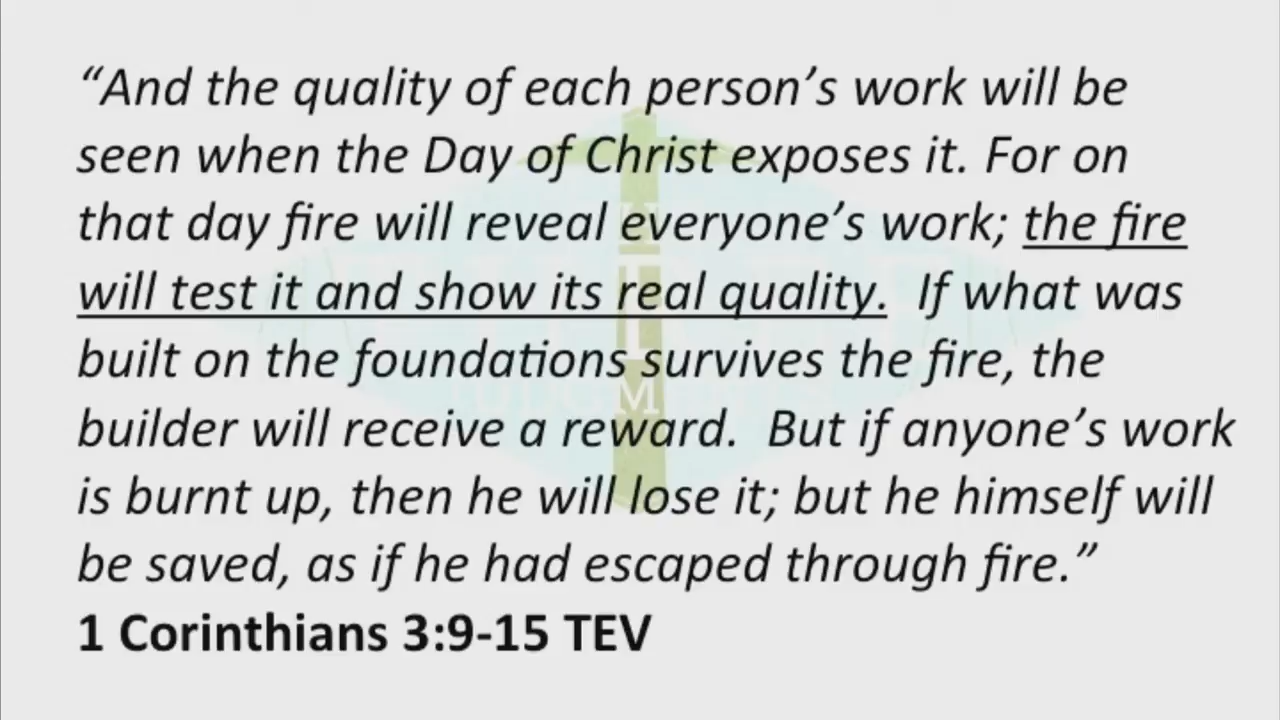 “And the quality of each person’s work will be
seen when the Day of Christ exposes it. For on
that day fire will reveal everyone’s work; the fire
will test it and show its real quality.  If what was
built on the foundations survives the fire, the
builder will receive a reward.  But if anyone’s work
is burnt up, then he will lose it; but he himself will
be saved, as if he had escaped through fire.”
1 Corinthians 3:9-15 TEV